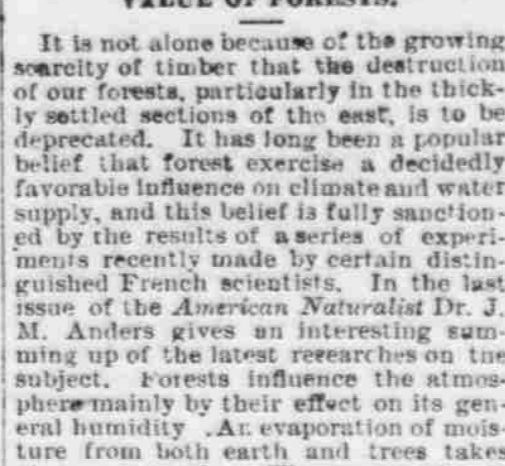 VALUE OF FORESTS.
It is not alone because of the growing
scarcity of timber that the destruction
of our forests, particularly in the thick-
ly settled sections of the east, is to be
deprecated. It has long been a popular
belief that forest exercise a decidedly
favorable influence on climate and water
supply, and this belief is fully sanction-
ed by the results of a series of experi-
ments recently made by certain distin-
guished French scientists. In the last
issue of the American Naturalist Dr. J.
M. Anders gives an interesting sum-
ming up of the latest researches on the
subject. Forests influence the atmos-
phere mainly by their effect on its gen-
eral humidity .An evaporation of mois-
ture from both earth and trees takes